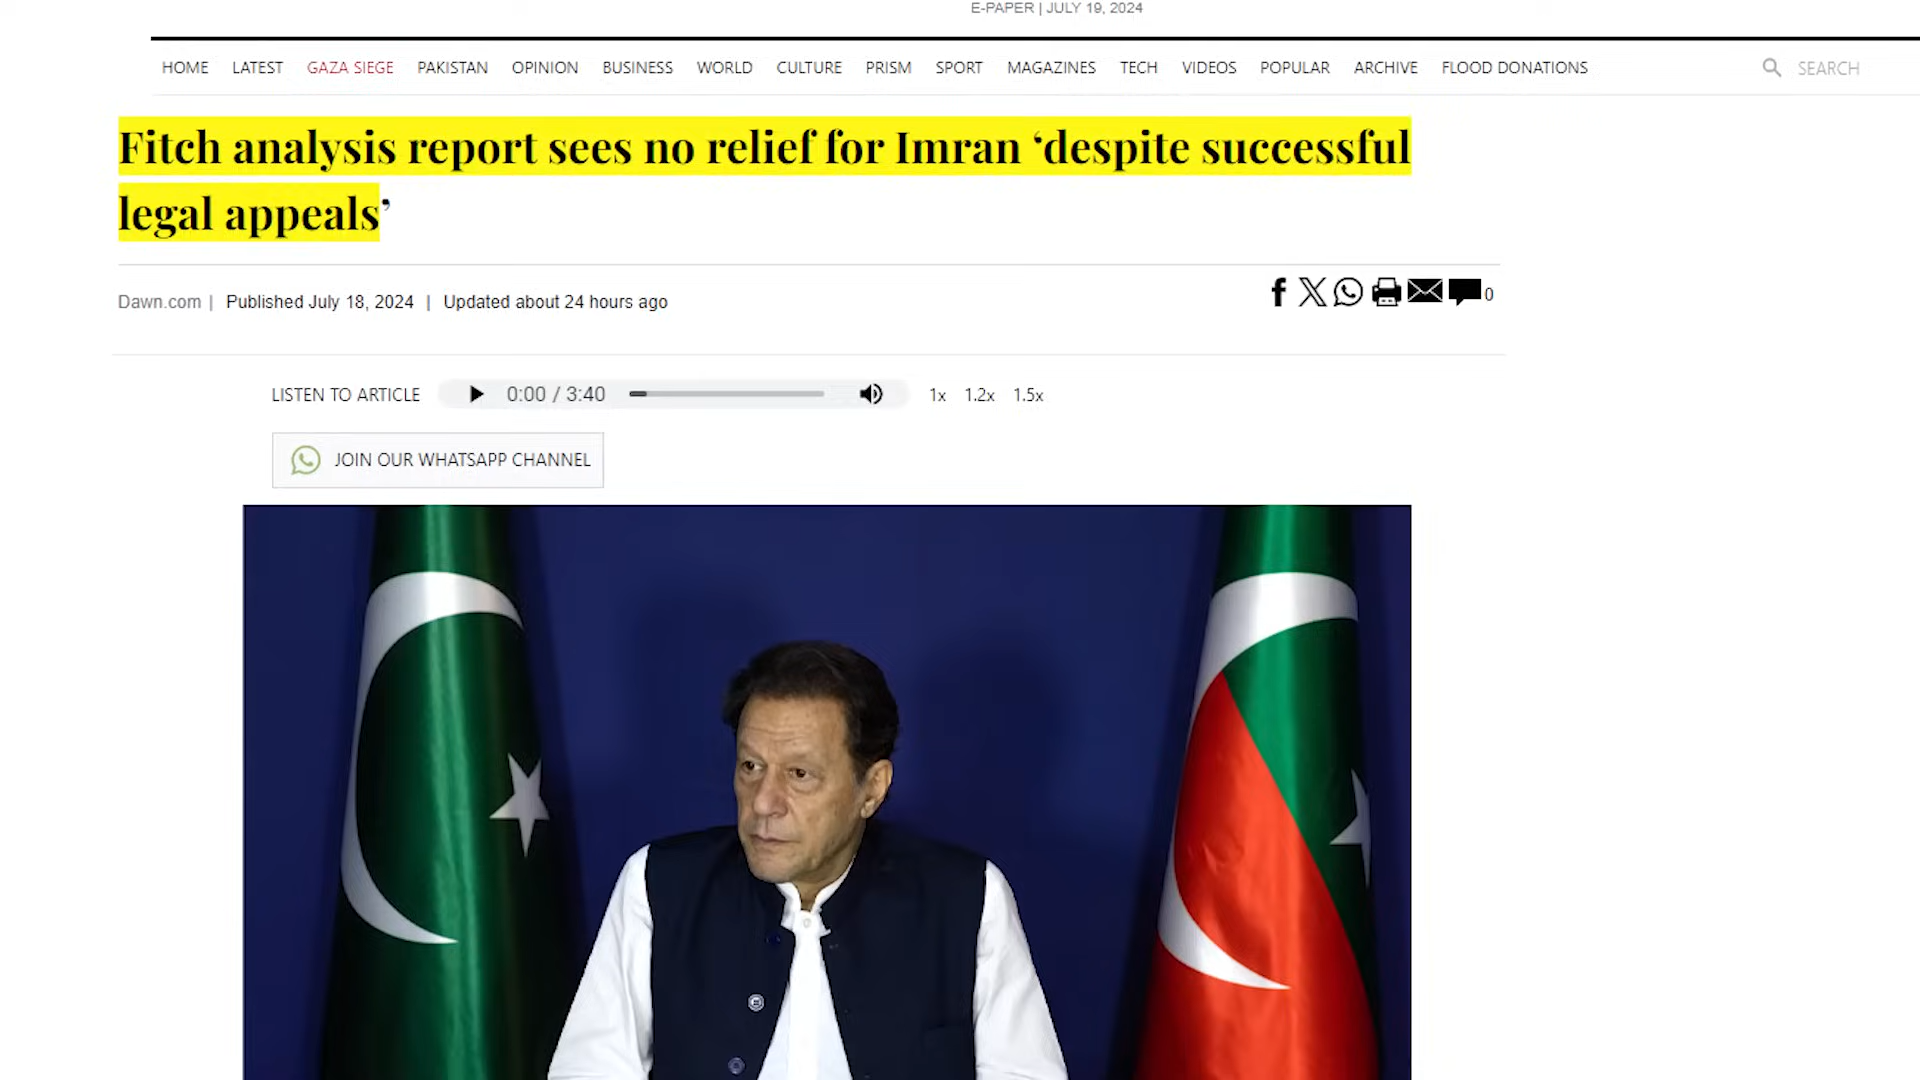 E-PAPER | JULY 19, 2024
HOME LATEST GAZA SIEGE PAKISTAN OPINION BUSINESS WORLD CULTURE PRISM SPORT MAGAZINES TECH VIDEOS POPULAR ARCHIVE FLOOD DONATIONS SEARCH
Fitch analysis report sees no relief for Imran ‘despite successful
legal appeals’
Dawn.com | Published July 18, 2024 | Updated about 24 hours ago
0
LISTEN TO ARTICLE 0:00 / 3:40 1x 1.2x 1.5x
JOIN OUR WHATSAPP CHANNEL